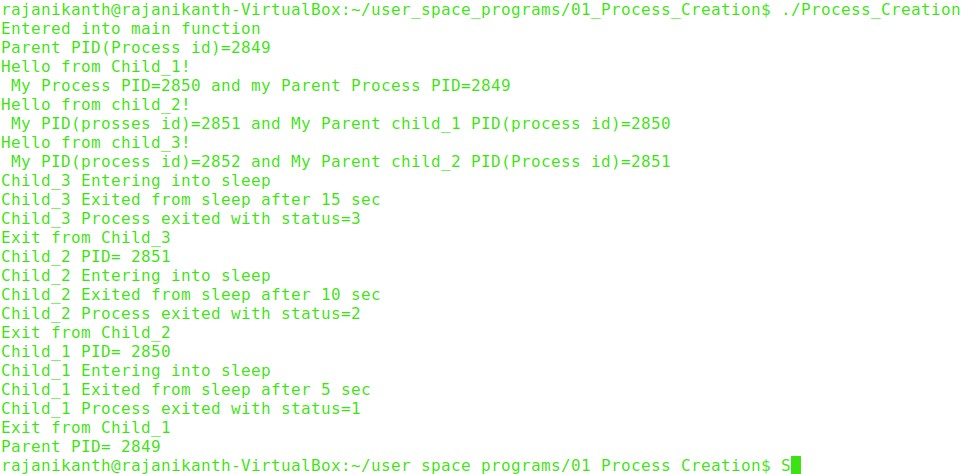 rajanikanth@rajanikanth-VirtualBox:~/user_space_programs/01_Process_Creation$ ./Process_Creation
Entered into main function
Parent PID(Process id)=2849
Hello from Child_1!
 My Process PID=2850 and my Parent Process PID=2849
Hello from child_2!
 My PID(prosses id)=2851 and My Parent child_1 PID(process id)=2850
Hello from child_3!
 My PID(process id)=2852 and My Parent child_2 PID(Process id)=2851
Child_3 Entering into sleep
Child_3 Exited from sleep after 15 sec
Child_3 Process exited with status=3
Exit from Child_3
Child_2 PID= 2851
Child_2 Entering into sleep
Child_2 Exited from sleep after 10 sec
Child_2 Process exited with status=2
Exit from Child_2
Child_1 PID= 2850
Child_1 Entering into sleep
Child_1 Exited from sleep after 5 sec
Child_1 Process exited with status=1
Exit from Child_1
Parent PID= 2849
rajanikanth@rajanikanth-VirtualBox:~/user space programs/01 Process Creation$ S